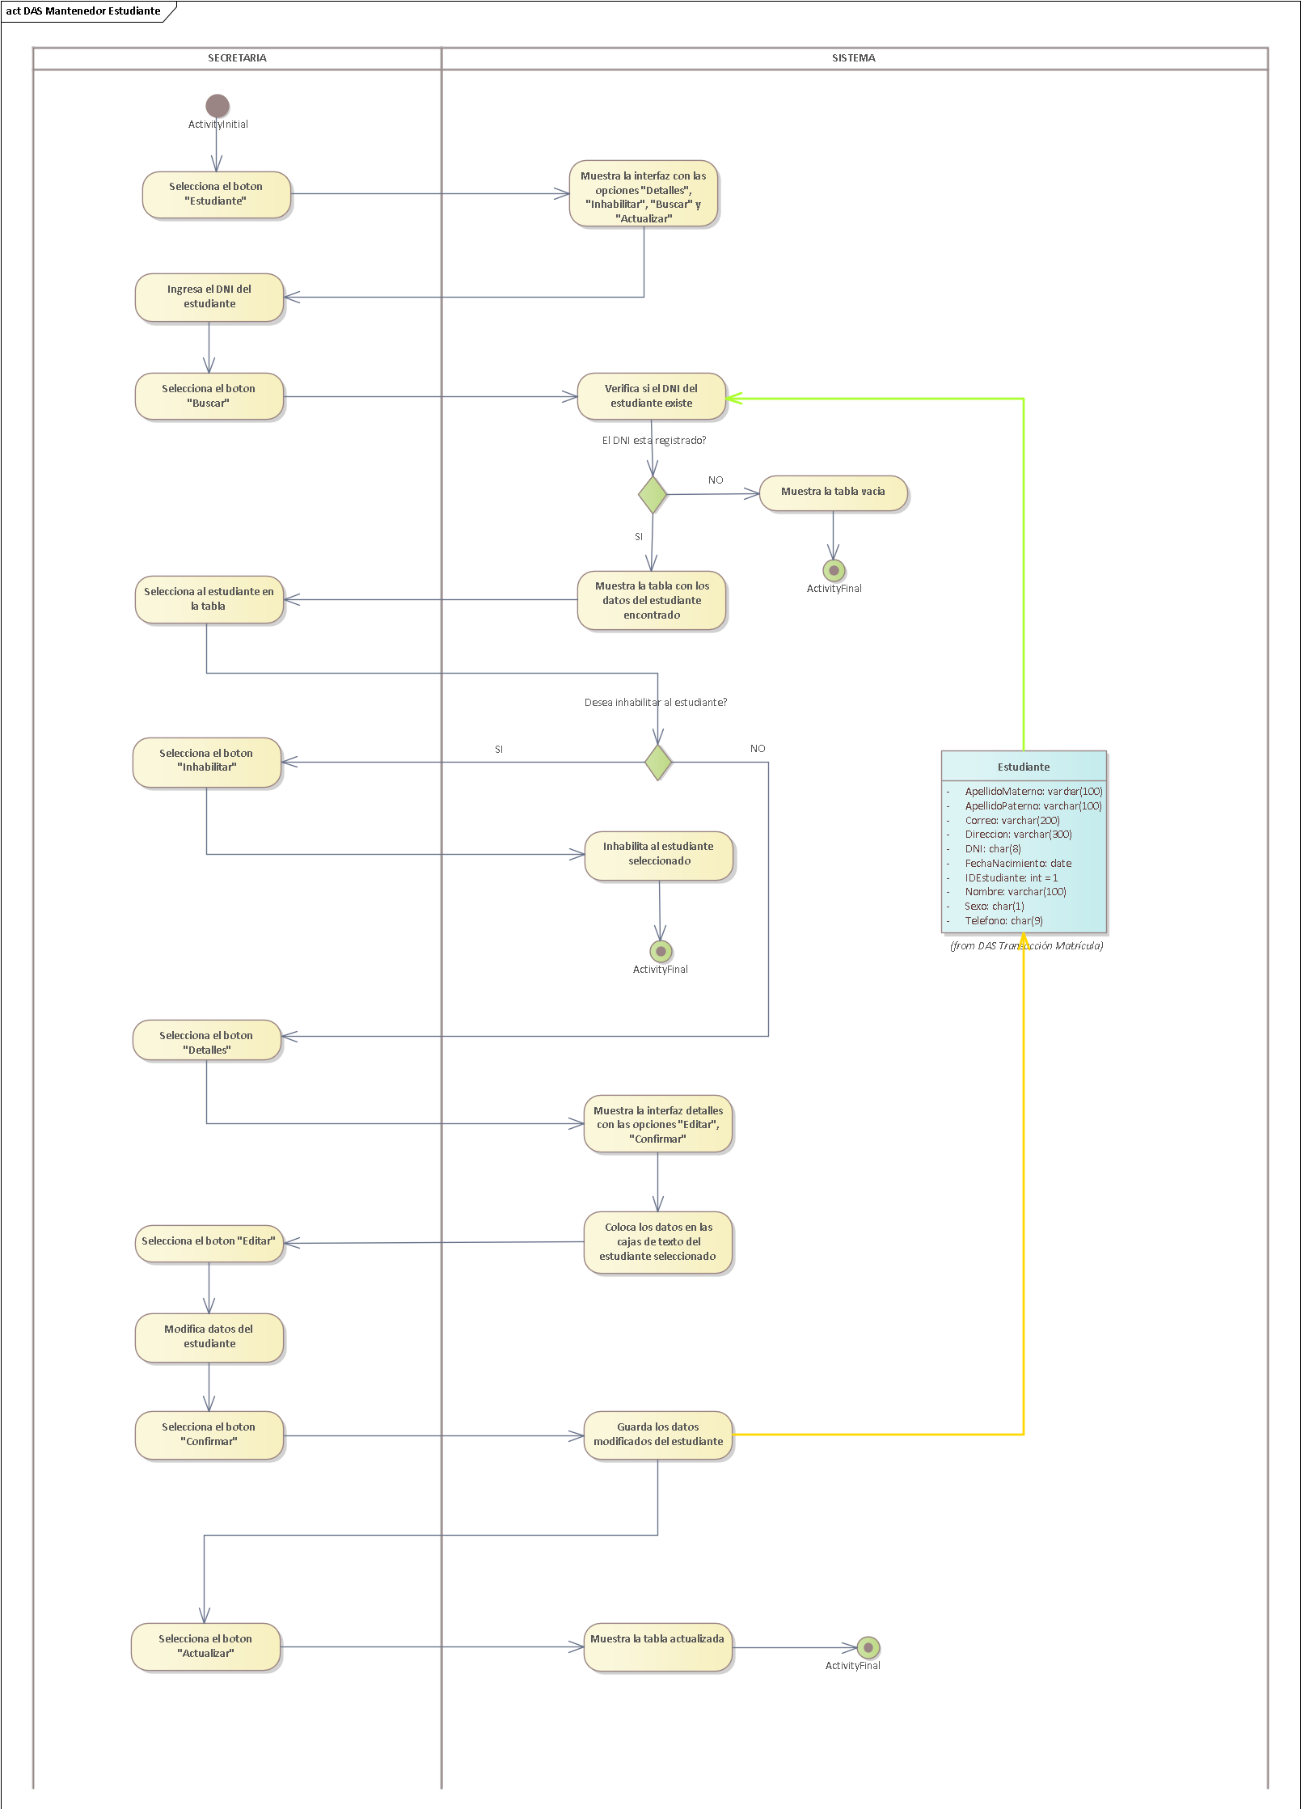 act DAS Mantenedor Estudiante
SECRETARIA
SISTEMA
ActivityInitial
Selecciona el boton
"Estudiante"
Muestra la interfaz con las
opciones "Detalles",
"Inhabilitar", "Buscar" y
"Actualizar"
Ingresa el DNI del
estudiante
Selecciona el boton
"Buscar"
Verifica si el DNI del
estudiante existe
El DNI esta registrado?
NO
Muestra la tabla vacia
SI
ActivityFinal
Selecciona al estudiante en
la tabla
Muestra la tabla con los
datos del estudiante
encontrado
Desea inhabilitar al estudiante?
SI
NO
Selecciona el boton
"Inhabilitar"
Inhabilita al estudiante
seleccionado
ActivityFinal
Estudiante
- ApellidoMaterno: varchar(100)
- ApellidoPaterno: varchar(100)
- Correo: varchar(200)
- Direccion: varchar(300)
- DNI: char(8)
- FechaNacimiento: date
- IDEstudiante: int = 1
- Nombre: varchar(100)
- Sexo: char(1)
- Telefono: char(9)
(from DAS Transacción Matrícula)
Selecciona el boton
"Detalles"
Muestra la interfaz detalles
con las opciones "Editar",
"Confirmar"
Coloca los datos en las
cajas de texto del
estudiante seleccionado
Selecciona el boton "Editar"
Modifica datos del
estudiante
Selecciona el boton
"Confirmar"
Guarda los datos
modificados del estudiante
Selecciona el boton
"Actualizar"
Muestra la tabla actualizada
ActivityFinal